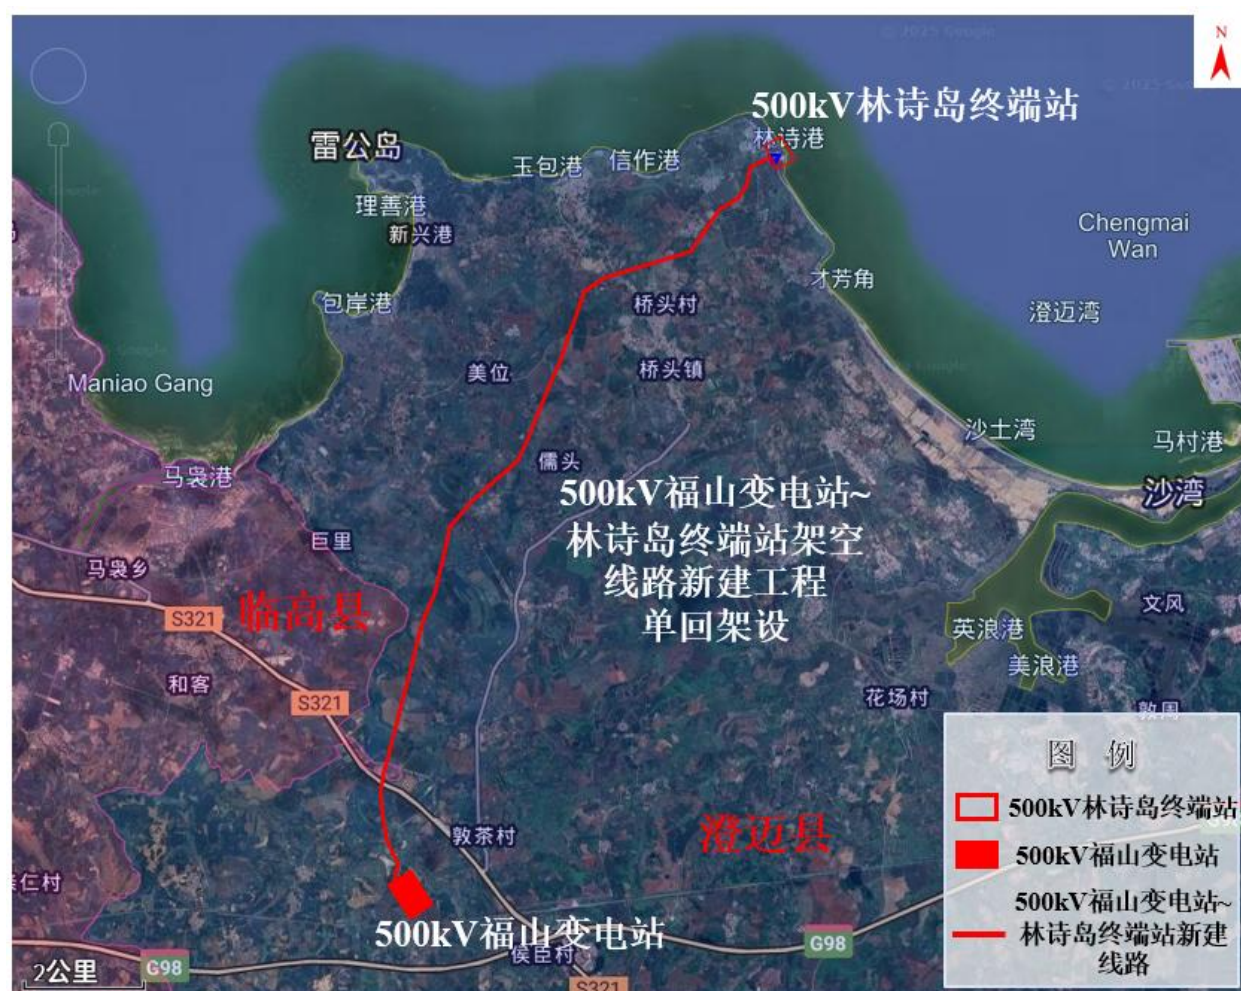 N
© 2025 Google
500kV林诗岛终端站
林诗港
雷公岛
玉包港
信作港
理善港
新兴港
Chengmai
Wan
才芳角
包岸港
桥头村
澄迈湾
美位
桥头镇
Maniao Gang
沙土湾
马村港
儒头
马袅港
500kV福山变电站~
林诗岛终端站架空
线路新建工程
单回架设
沙湾
巨里
马袅乡
S321
临高县
文风
英浪港
美浪港
和客
S321
花场村
敦周
图 例
500kV林诗岛终端站
500kV福山变电站
500kV福山变电站~
林诗岛终端站新建
线路
敦茶村
澄迈县
仁村
500kV福山变电站
侯臣村
G98
2公里
G98
S321